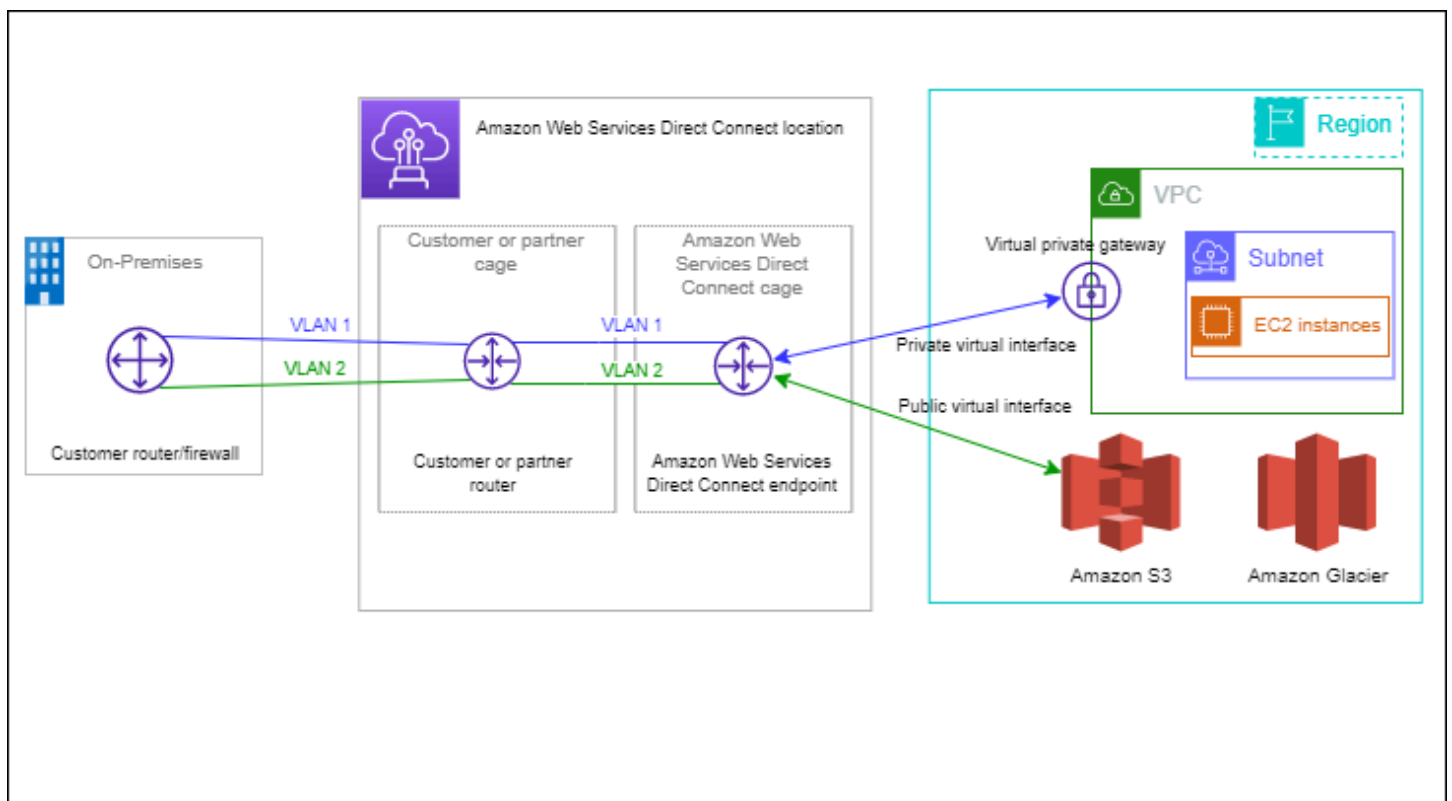 Amazon Web Services Direct Connect location
Region
VPC
Customer or partner
cage
Amazon Web
Services Direct
Connect cage
Virtual private gateway
Subnet
On-Premises
EC2 instances
VLAN 1
VLAN 1
Private virtual interface
VLAN 2
VLAN 2
Public virtual interface
Customer router/firewall
Customer or partner
router
Amazon Web Services
Direct Connect endpoint
Amazon S3
Amazon Glacier